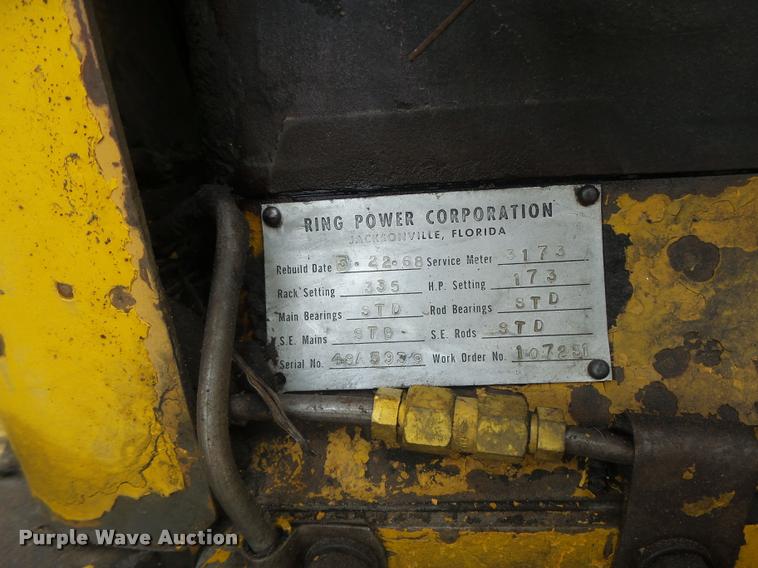 RING POWER CORPORATION
JACKSONVILLE, FLORIDA
Rebuild Date 3-22-68 Service Meter 3173
Rack Setting 335 H.P. Setting 173
Main Bearings STD Rod Bearings STD
S.E. Mains STD S.E. Rods STD
Serial No. Work Order No. 107231
Purple Wave Auction